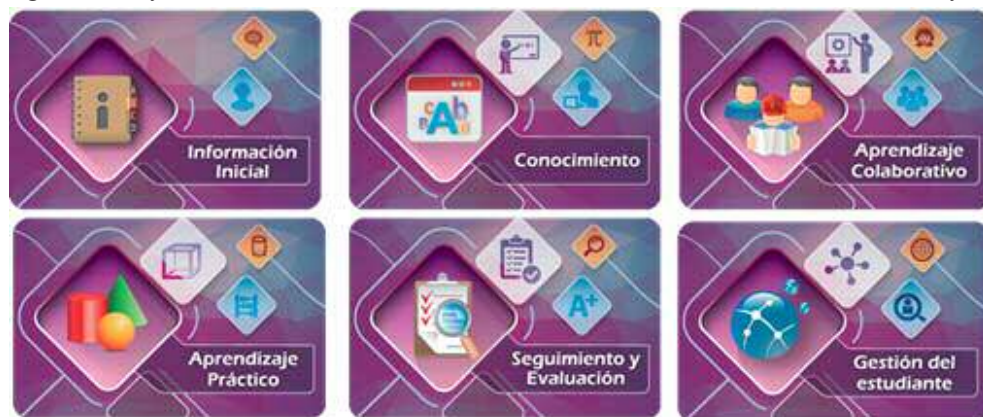 Información
Inicial
Conocimiento
Aprendizaje
Colaborativo
Aprendizaje
Práctico
Seguimiento y
Evaluación
Gestión del
estudiante